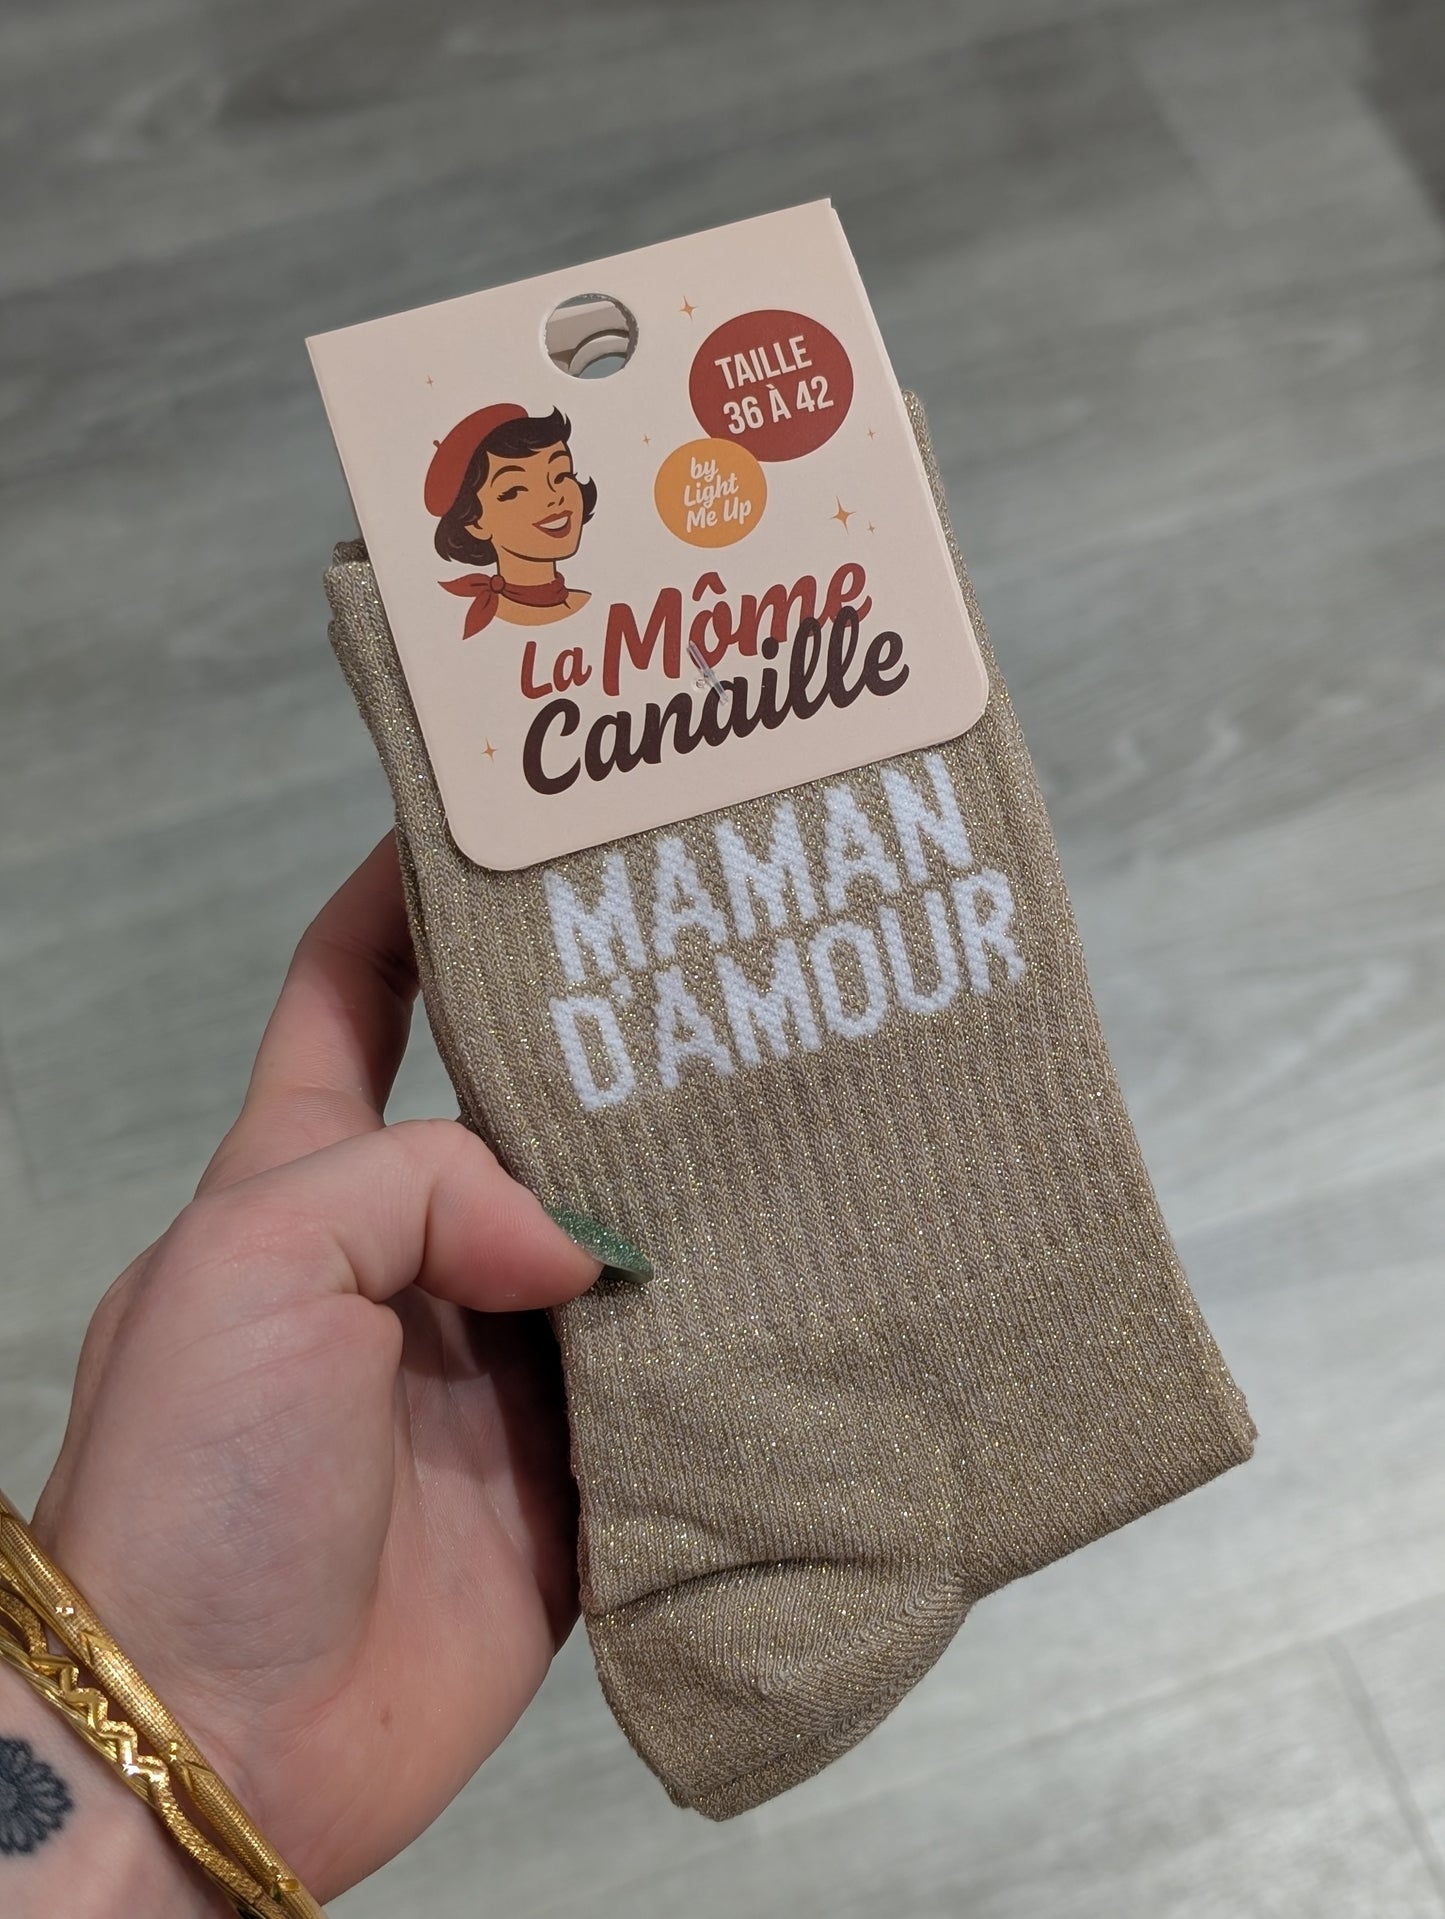 TAILLE
36 À 42
by
Light
Me Up
La Môme
Canaille
MAMAN
D'AMOUR